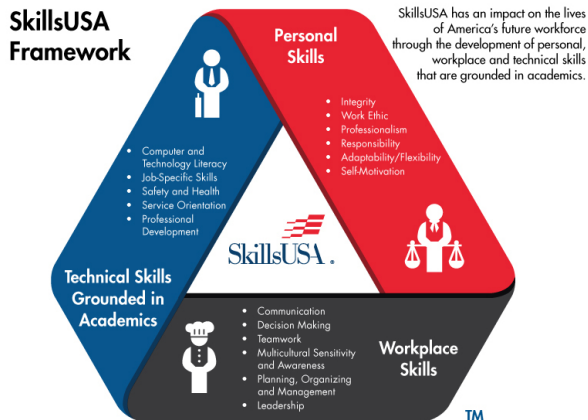 SkillsUSA
Framework
Personal
Skills
SkillsUSA has an impact on the lives
of America's future workforce
through the development of personal,
workplace and technical skills
that are grounded in academics.
• Integrity
• Work Ethic
• Professionalism
• Responsibility
• Adaptability/Flexibility
• Self-Motivation
• Computer and
Technology Literacy
• Job-Specific Skills
• Safety and Health
• Service Orientation
• Professional
Development
SkillsUSA®
Technical Skills
Grounded in
Academics
• Communication
• Decision Making
• Teamwork
• Multicultural Sensitivity
and Awareness
• Planning, Organizing
and Management
• Leadership
Workplace
Skills
TM